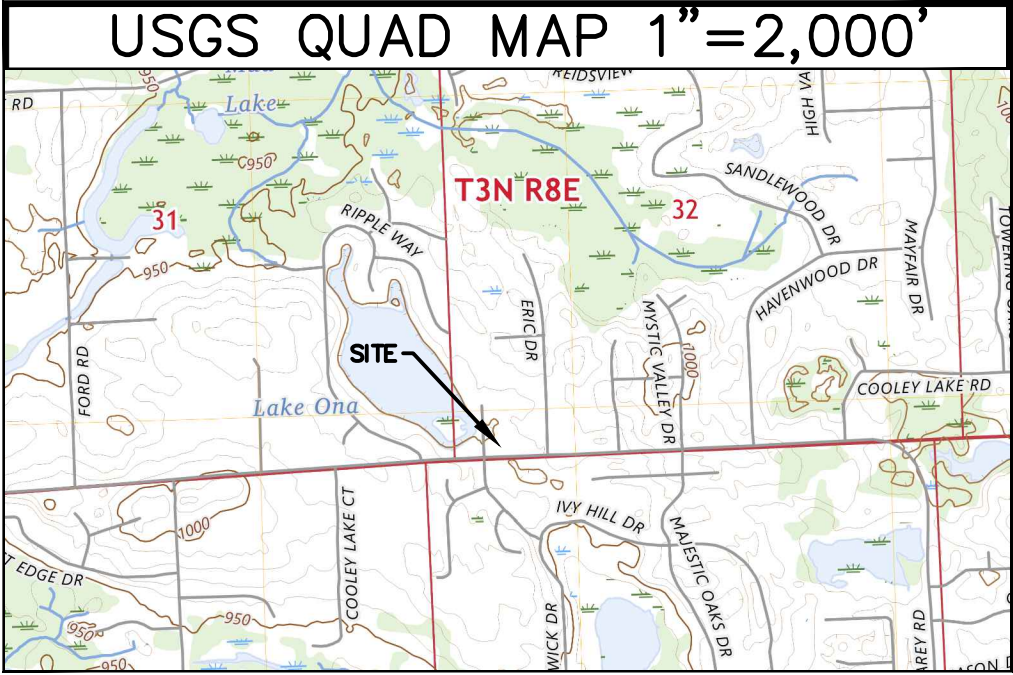 USGS QUAD MAP 1"=2,000'
RD
950
Lake
REIDSVIEW
HIGH VA
950
31
950
T3N R8E
32
RIPPLE WAY
SANDLEWOOD DR
MAYFAIR DR
HAVENWOOD DR
ERIC DR
MYSTIC VALLEY DR
1000
FORD RD
SITE
Lake Ona
COOLEY LAKE RD
1000
COOLEY LAKE CT
IVY HILL DR
MAJESTIC OAKS DR
T EDGE DR
950
950
950
WICK DR
AREY RD
ASON D